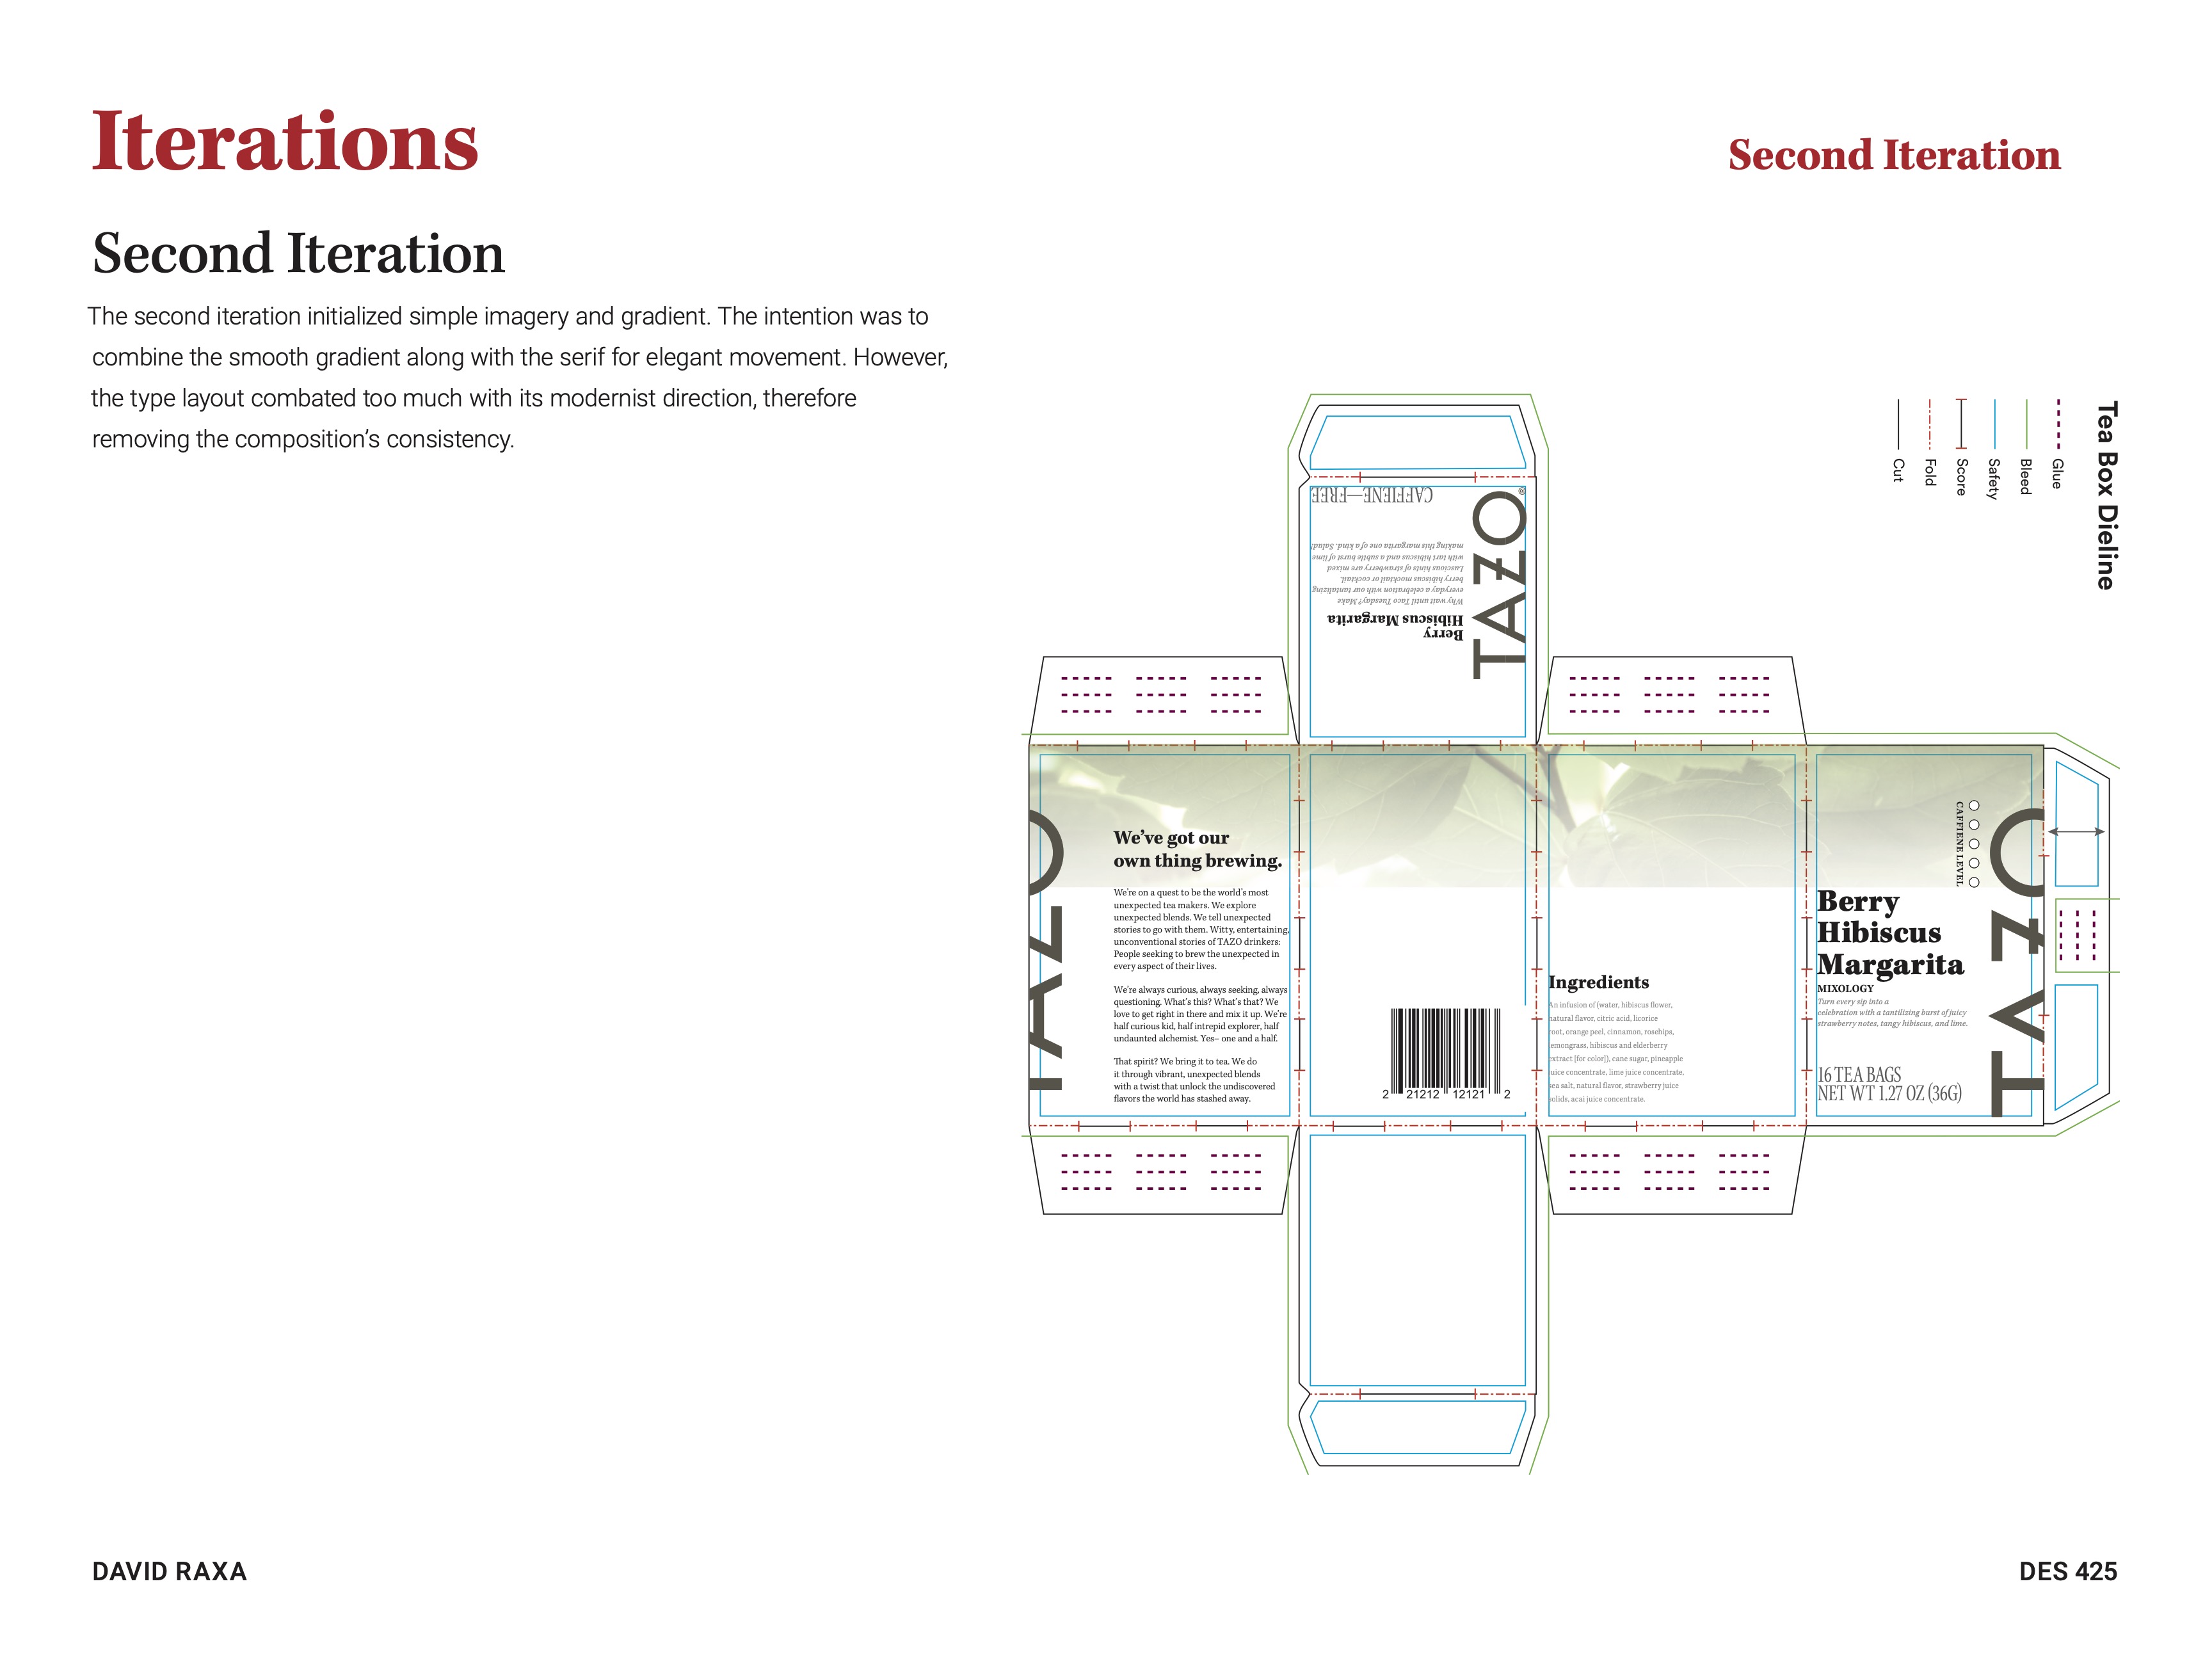 Iterations
Second Iteration
Second Iteration
The second iteration initialized simple imagery and gradient. The intention was to
combine the smooth gradient along with the serif for elegant movement. However,
the type layout combated too much with its modernist direction, therefore
removing the composition’s consistency.
Tea Box Dieline
Glue
Bleed
Safety
Score
Fold
Cut
TAZO®
Berry
Hibiscus Margarita
Why wait until Taco Tuesday? Make
everyday a celebration with our tantalizing
berry hibiscus mocktail or cocktail.
Luscious hints of strawberry are mixed
with tart hibiscus and a subtle burst of lime
making this margarita one of a kind. Salud!
CAFFIENE—FREE
TAZO
We’ve got our
own thing brewing.
We’re on a quest to be the world’s most
unexpected tea makers. We explore
unexpected blends. We tell unexpected
stories to go with them. Witty, entertaining,
unconventional stories of TAZO drinkers:
People seeking to brew the unexpected in
every aspect of their lives.
We’re always curious, always seeking, always
questioning. What’s this? What’s that? We
love to get right in there and mix it up. We’re
half curious kid, half intrepid explorer, half
undaunted alchemist. Yes– one and a half.
That spirit? We bring it to tea. We do
it through vibrant, unexpected blends
with a twist that unlock the undiscovered
flavors the world has stashed away.
2 21212 12121 2
Ingredients
An infusion of (water, hibiscus flower,
natural flavor, citric acid, licorice
root, orange peel, cinnamon, rosehips,
lemongrass, hibiscus and elderberry
extract [for color]), cane sugar, pineapple
juice concentrate, lime juice concentrate,
sea salt, natural flavor, strawberry juice
solids, acai juice concentrate.
CAFFIENE LEVEL
Berry
Hibiscus
Margarita
MIXOLOGY
Turn every sip into a
celebration with a tantilizing burst of juicy
strawberry notes, tangy hibiscus, and lime.
16 TEA BAGS
NET WT 1.27 OZ (36G)
TAZO
DAVID RAXA
DES 425